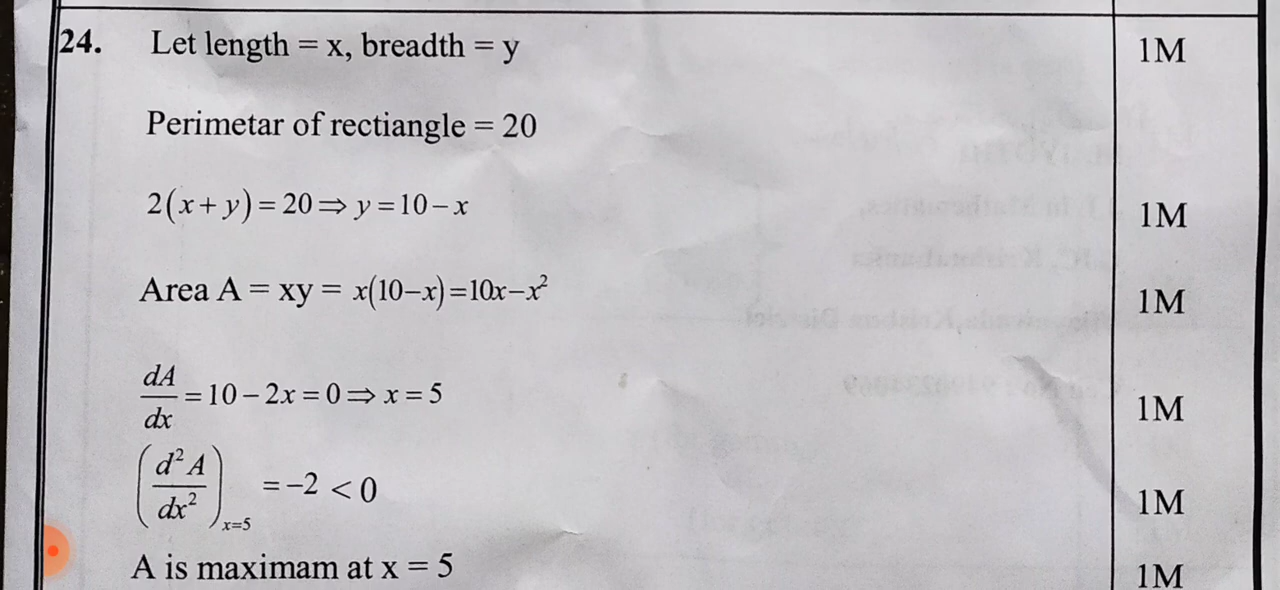 24. Let length = x, breadth = y 1M
Perimetar of rectiangle = 20
2(x + y) = 20 ⇒ y = 10 − x 1M
Area A = xy = x(10−x)=10x−x² 1M
dA/dx = 10 − 2x = 0 ⇒ x = 5 1M
(d²A/dx²)ₓ₌₅ = −2 < 0 1M
A is maximam at x = 5 1M